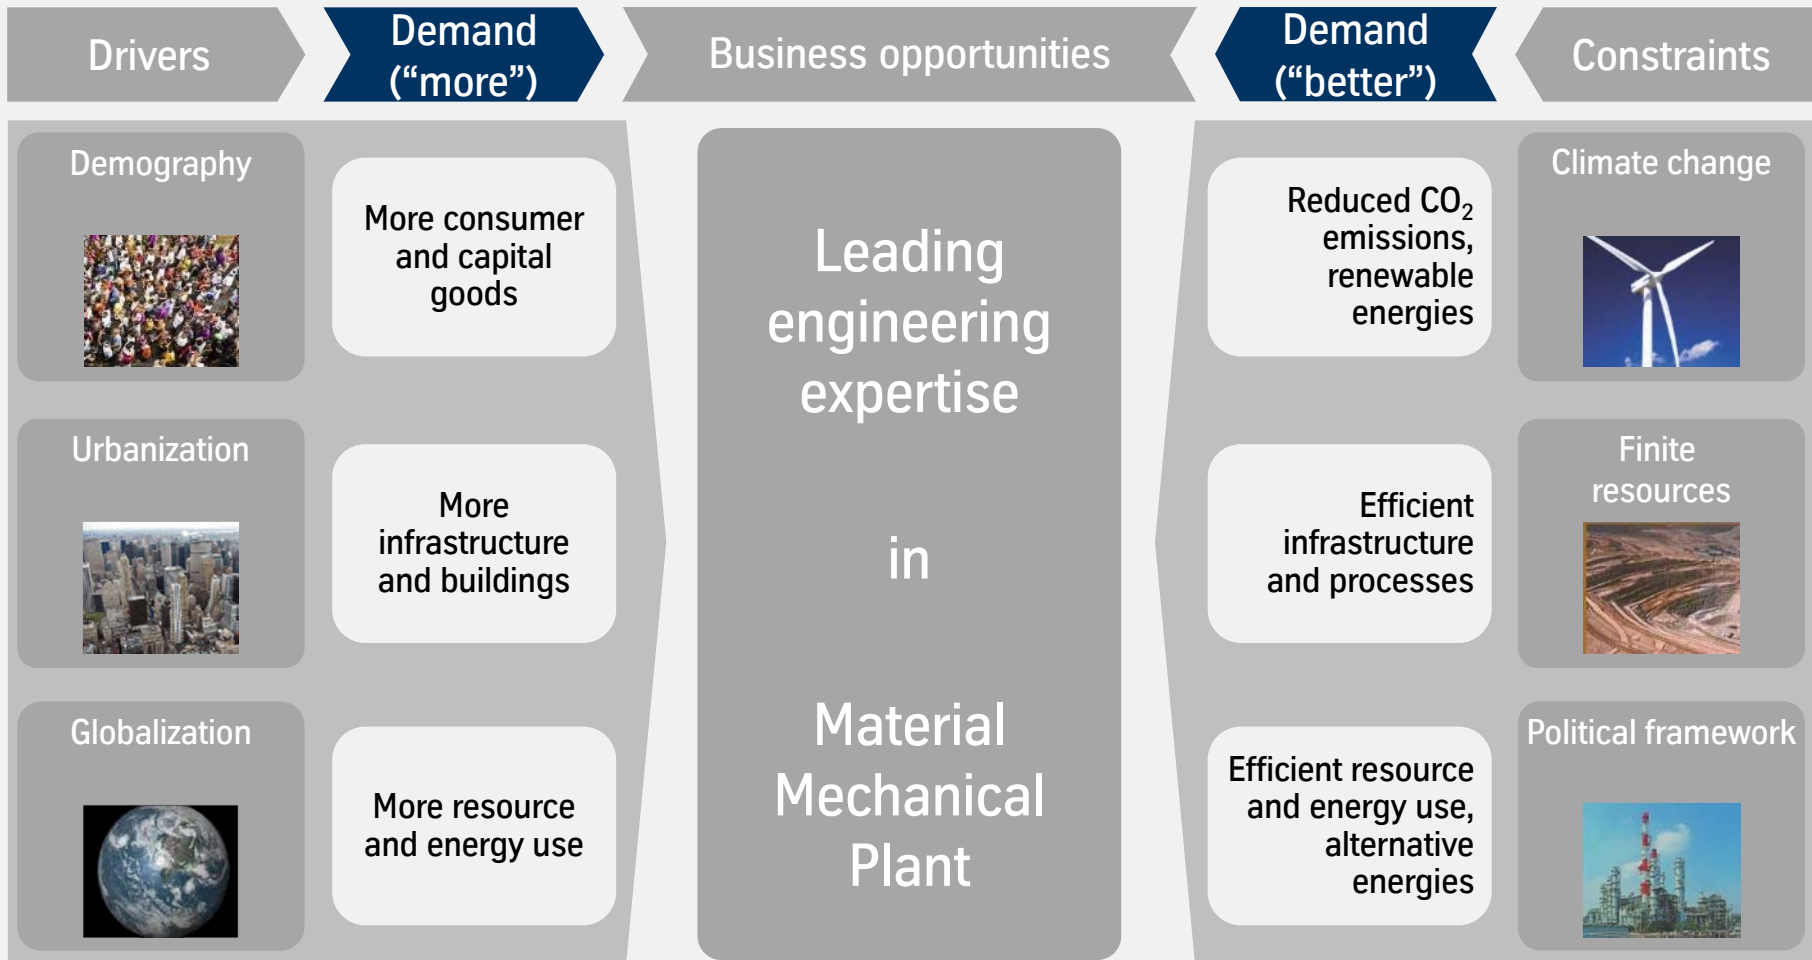 Drivers
Demand
(“more”)
Business opportunities
Demand
(“better”)
Constraints
Demography
More consumer
and capital
goods
Urbanization
More
infrastructure
and buildings
Globalization
More resource
and energy use
Leading
engineering
expertise
in
Material
Mechanical
Plant
Reduced CO₂
emissions,
renewable
energies
Climate change
Efficient
infrastructure
and processes
Finite
resources
Efficient resource
and energy use,
alternative
energies
Political framework